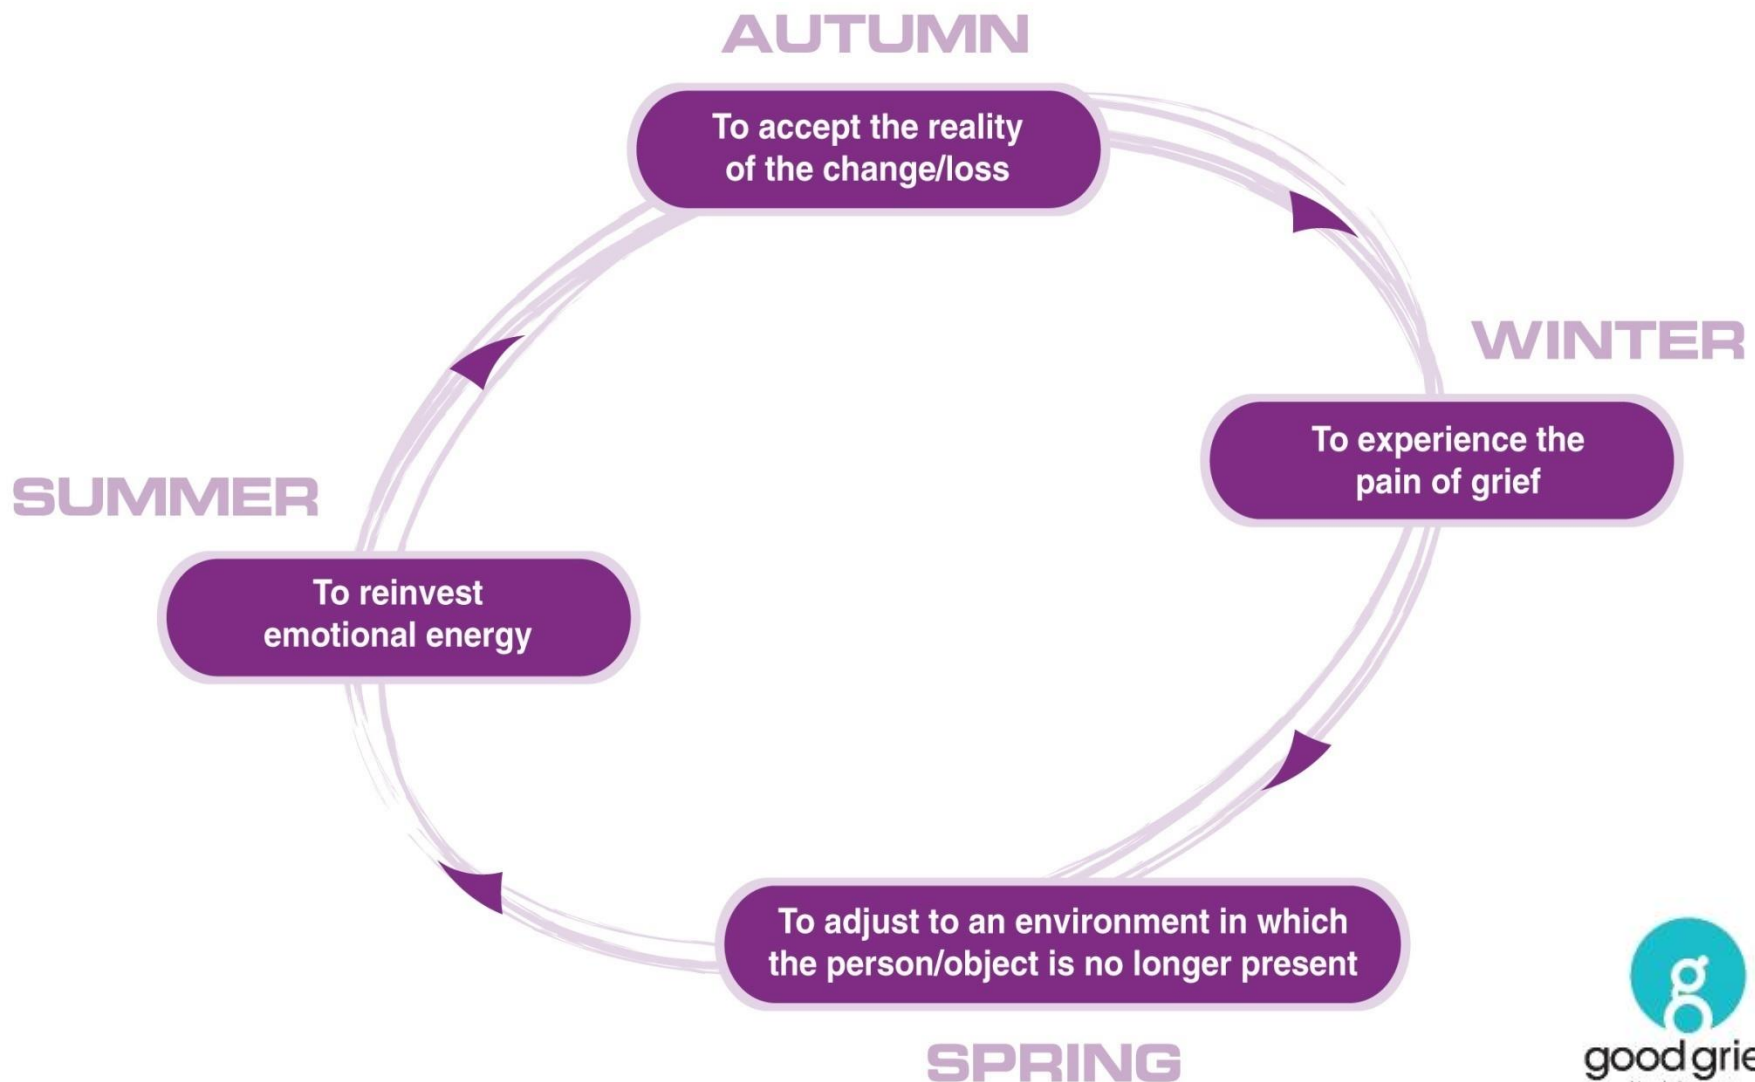 AUTUMN
To accept the reality
of the change/loss
WINTER
To experience the
pain of grief
SUMMER
To reinvest
emotional energy
To adjust to an environment in which
the person/object is no longer present
SPRING
g
good grie